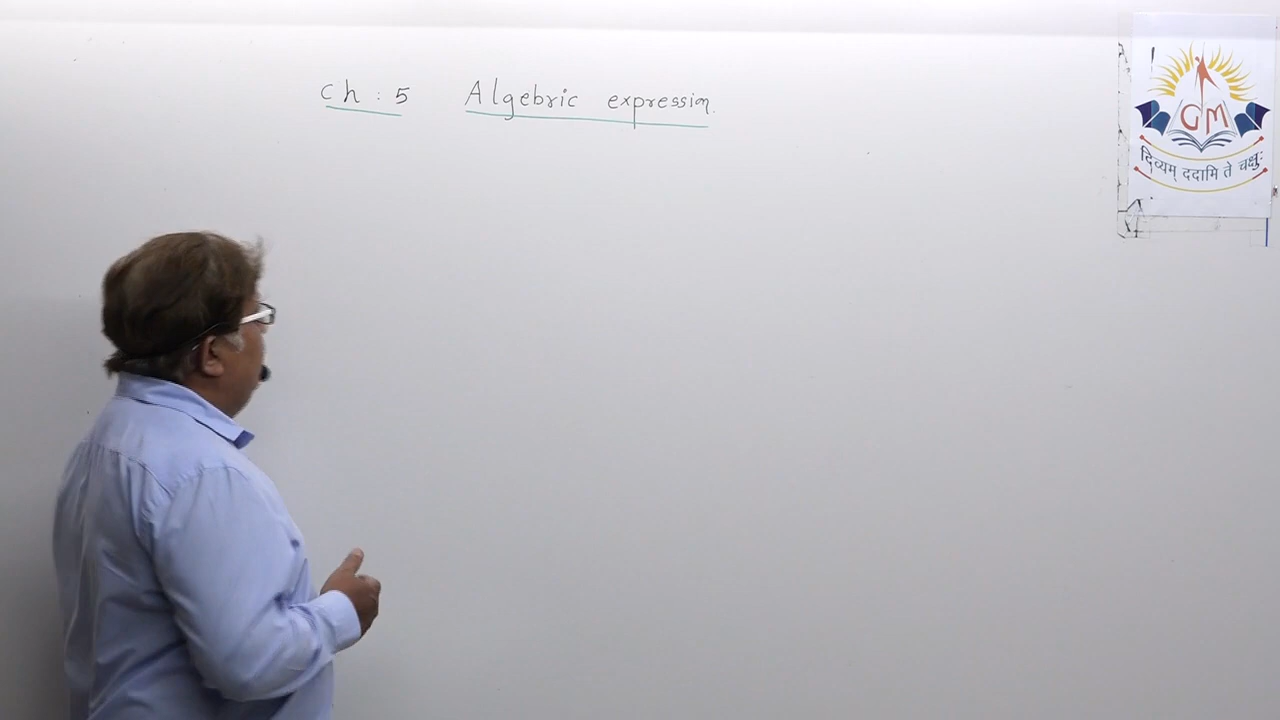 Ch : 5 Algebric expression.
GM
दिव्यम् ददामि ते चक्षुः